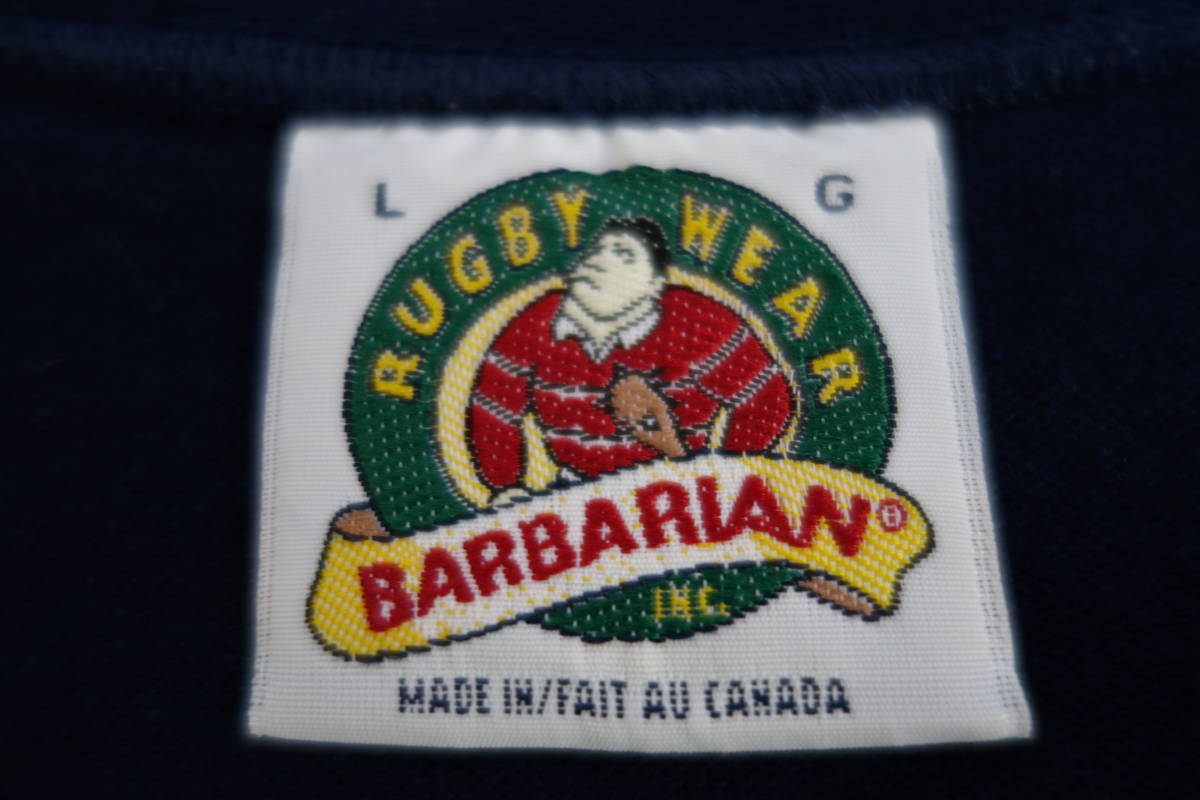 L G
RUGBY WEAR
BARBARIAN®
INC.
MADE IN/FAIT AU CANADA